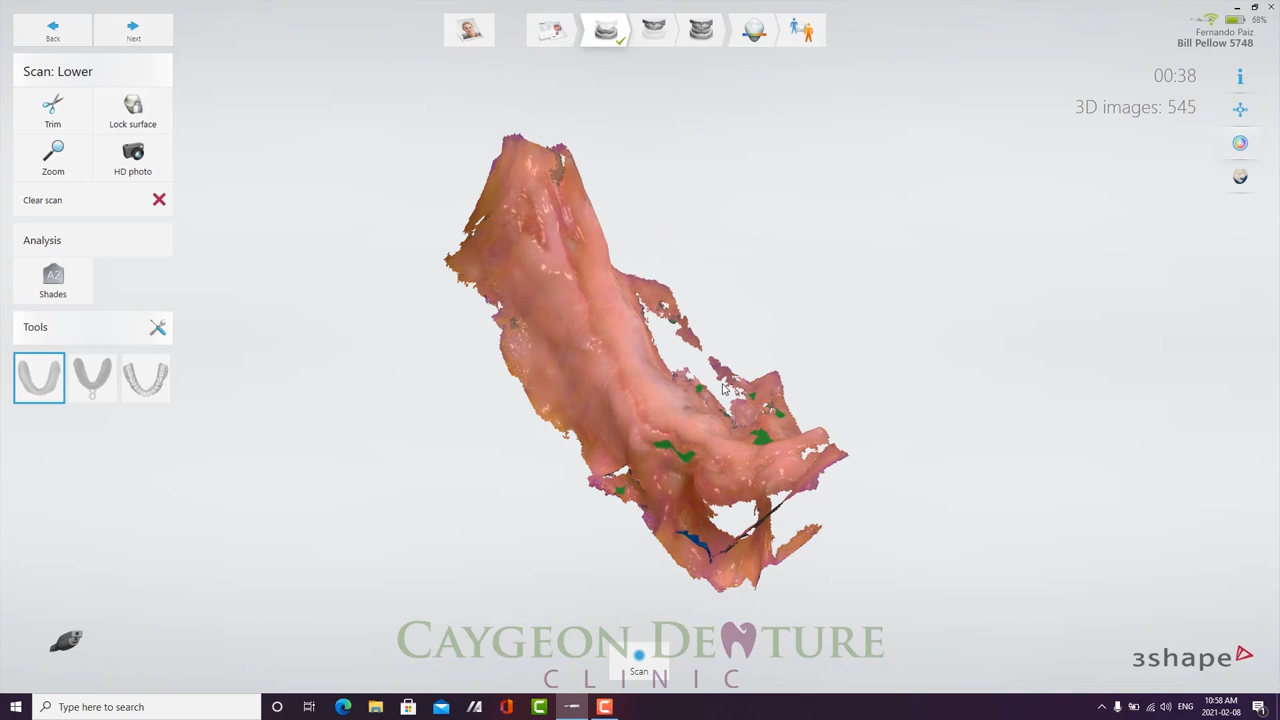 Back
Next
68%
Fernando Paiz
Bill Pellow 5748
Scan: Lower
00:38
3D images: 545
Trim
Lock surface
Zoom
HD photo
Clear scan
Analysis
A2
Shades
Tools
CAYGEON DENTURE
CLINIC
Scan
3shape
Type here to search
ENG
10:58 AM
2021-02-08